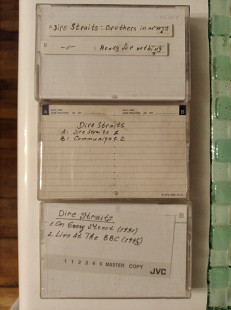 Dire Straits: Brothers in arms
-"-: Ready for nothing
Dire Straits
A: Dire Straits 1
B: Communiqué 2
Dire Straits
1. On Every Street (1991)
2. Live At The BBC (1995)
1 2 3 4 5 MASTER COPY
JVC